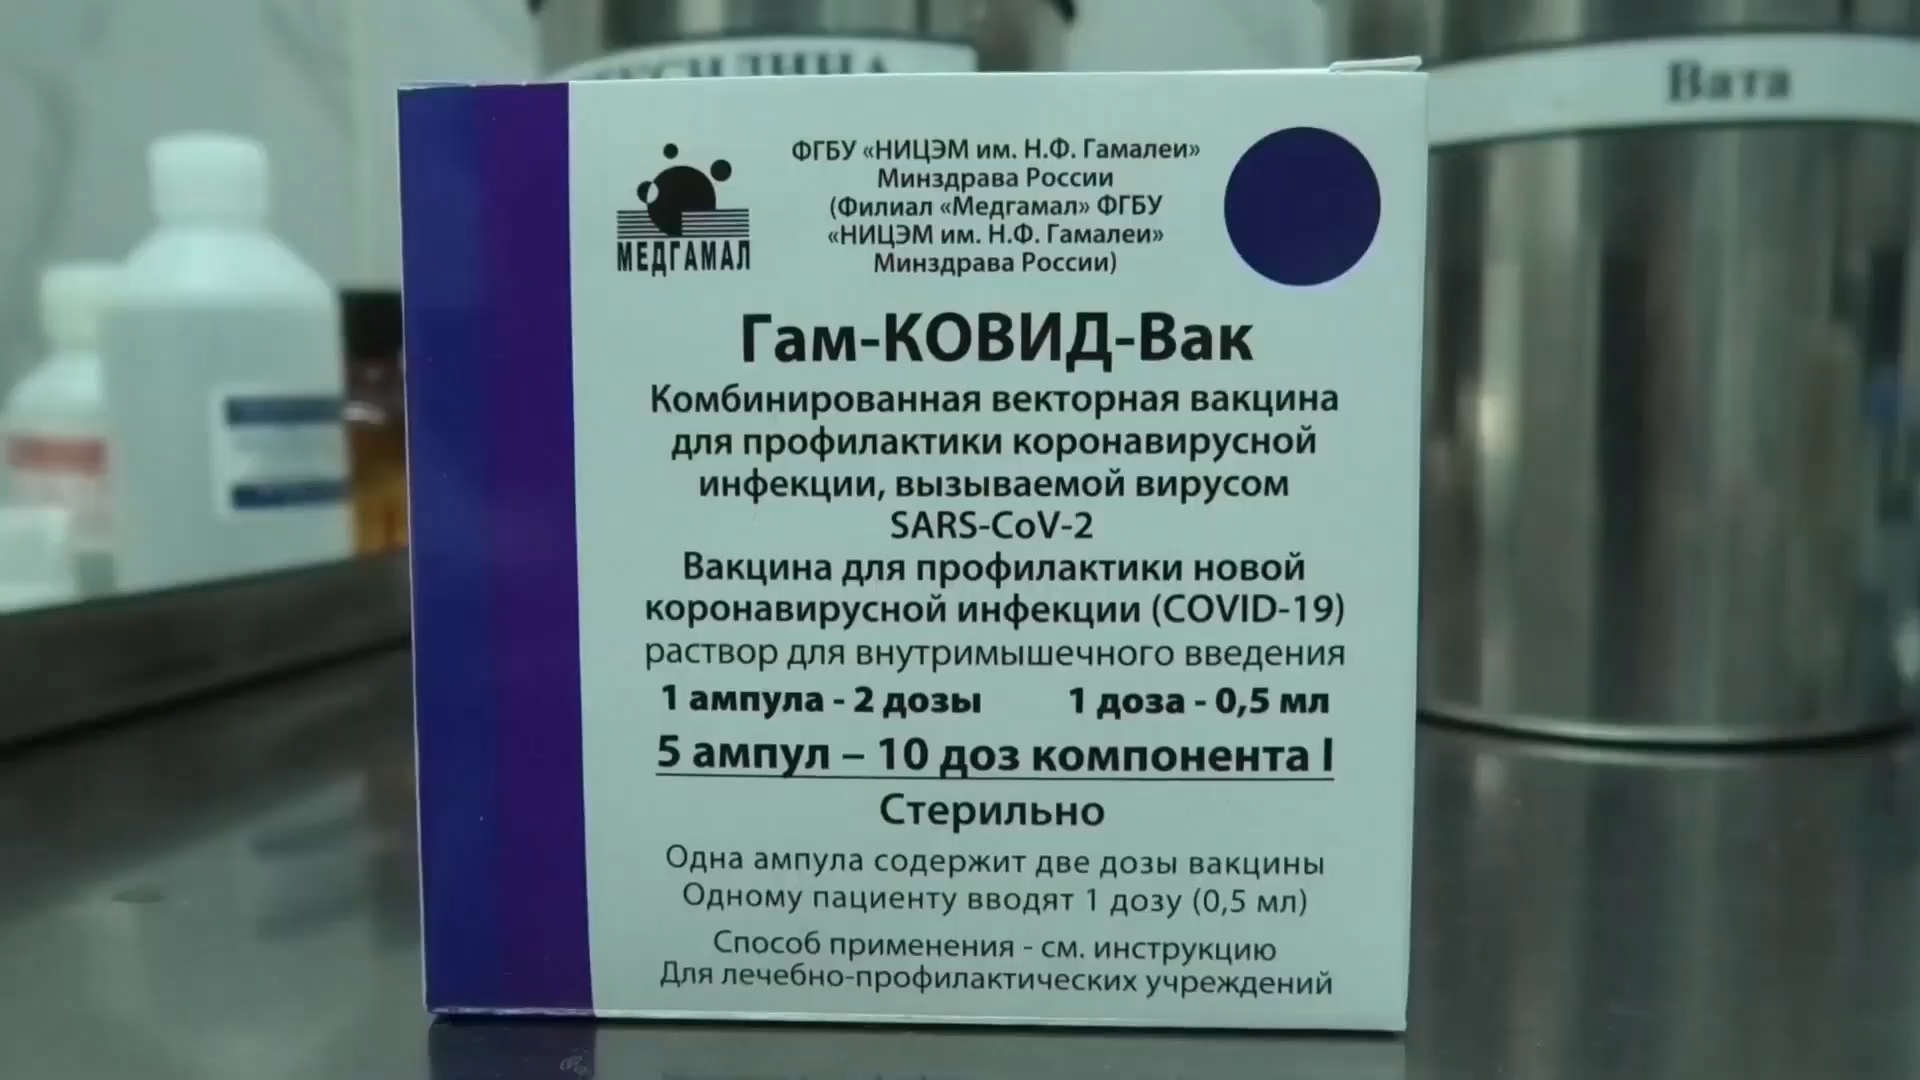 Вата
МЕДГАМАЛ
ФГБУ «НИЦЭМ им. Н.Ф. Гамалеи»
Минздрава России
(Филиал «Медгамал» ФГБУ
«НИЦЭМ им. Н.Ф. Гамалеи»
Минздрава России)
Гам-КОВИД-Вак
Комбинированная векторная вакцина
для профилактики коронавирусной
инфекции, вызываемой вирусом
SARS-CoV-2
Вакцина для профилактики новой
коронавирусной инфекции (COVID-19)
раствор для внутримышечного введения
1 ампула - 2 дозы 1 доза - 0,5 мл
5 ампул – 10 доз компонента I
Стерильно
Одна ампула содержит две дозы вакцины
Одному пациенту вводят 1 дозу (0,5 мл)
Способ применения - см. инструкцию
Для лечебно-профилактических учреждений